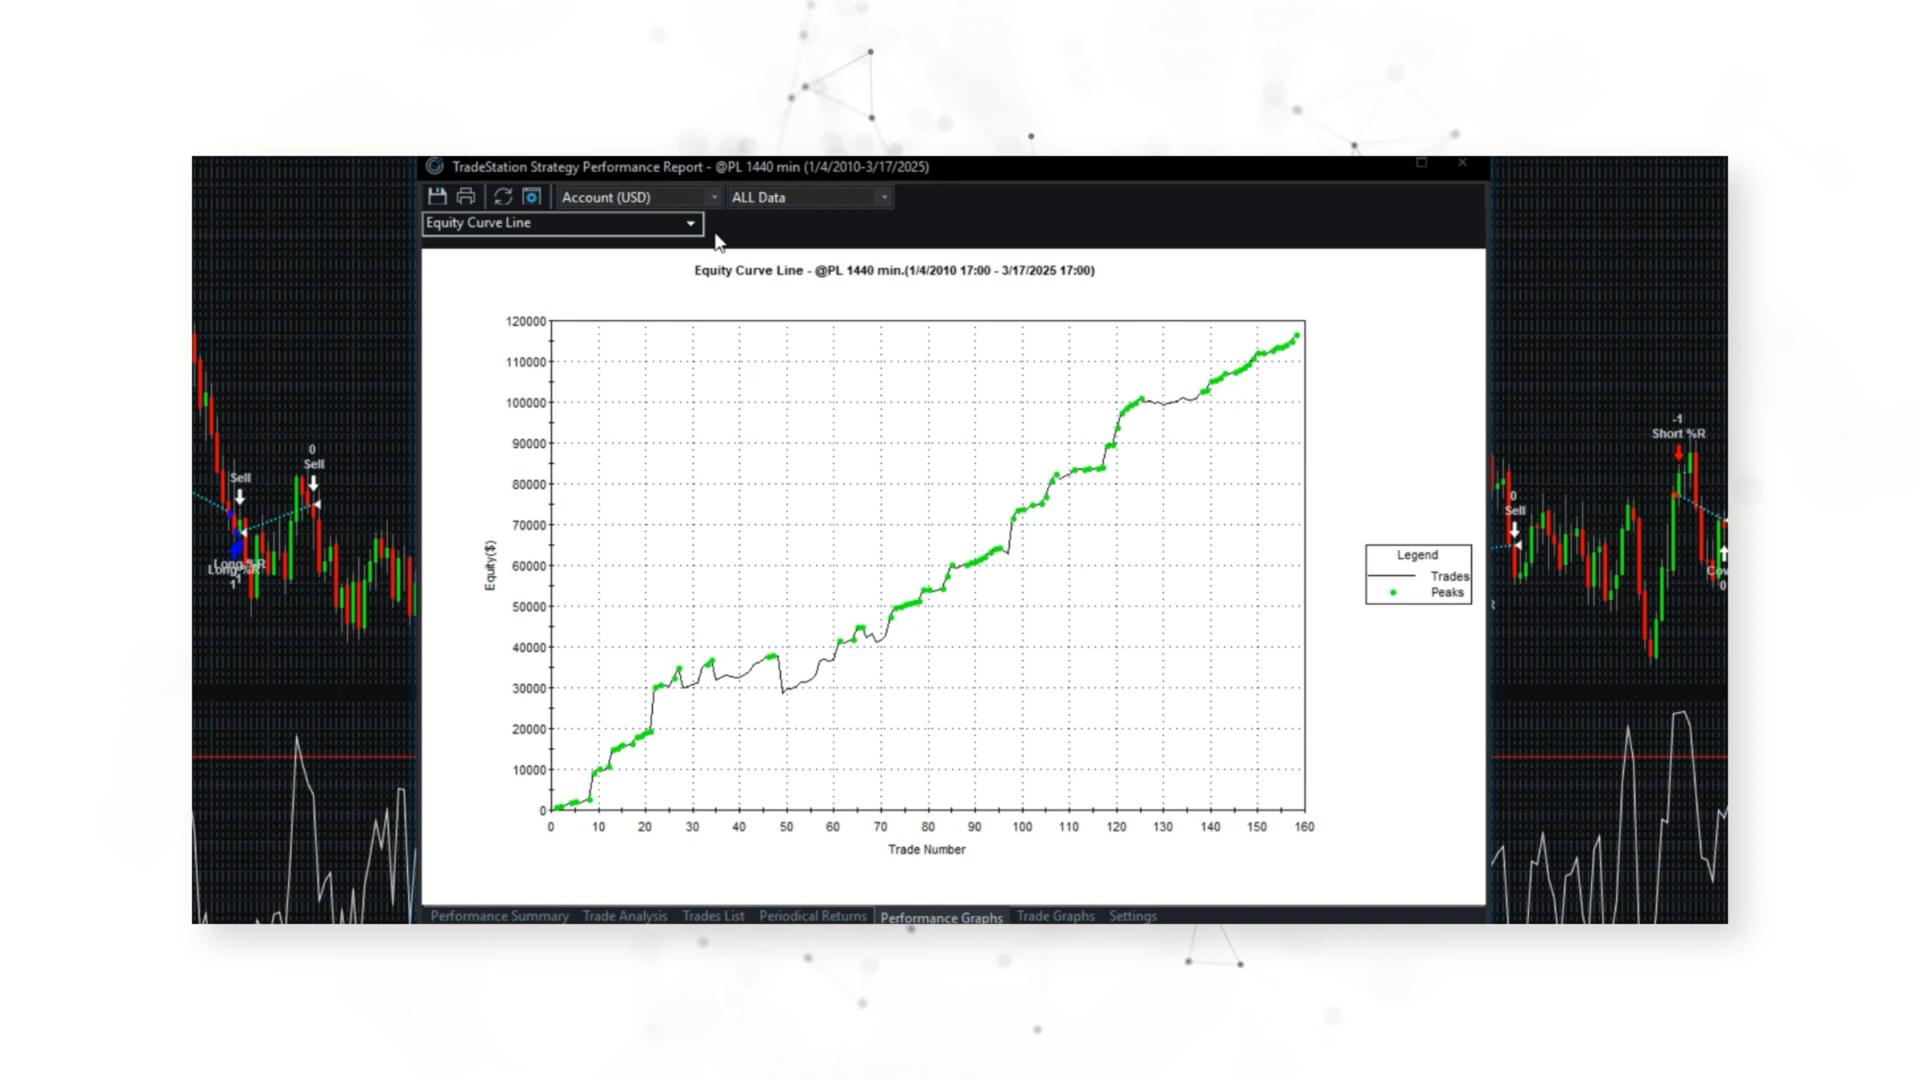 TradeStation Strategy Performance Report - @PL 1440 min (1/4/2010-3/17/2025)
Account (USD)
ALL Data
Equity Curve Line
Equity Curve Line - @PL 1440 min.(1/4/2010 17:00 - 3/17/2025 17:00)
120000
110000
100000
90000
80000
70000
60000
50000
40000
30000
20000
10000
0
Equity($)
0 10 20 30 40 50 60 70 80 90 100 110 120 130 140 150 160
Trade Number
Legend
Trades
Peaks
Sell
0
Sell
Long %R
1
0
Sell
-1
Short %R
0
Performance Summary Trade Analysis Trades List Periodical Returns Performance Graphs Trade Graphs Settings